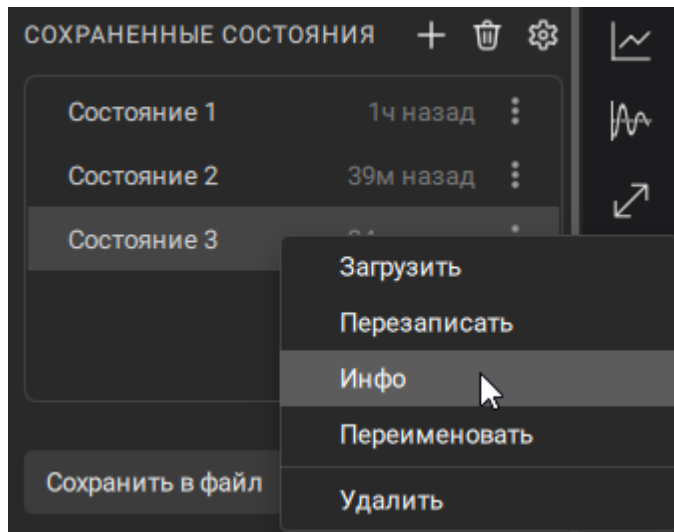 СОХРАНЕННЫЕ СОСТОЯНИЯ
Состояние 1 1ч назад
Состояние 2 39м назад
Состояние 3
Загрузить
Перезаписать
Инфо
Переименовать
Удалить
Сохранить в файл